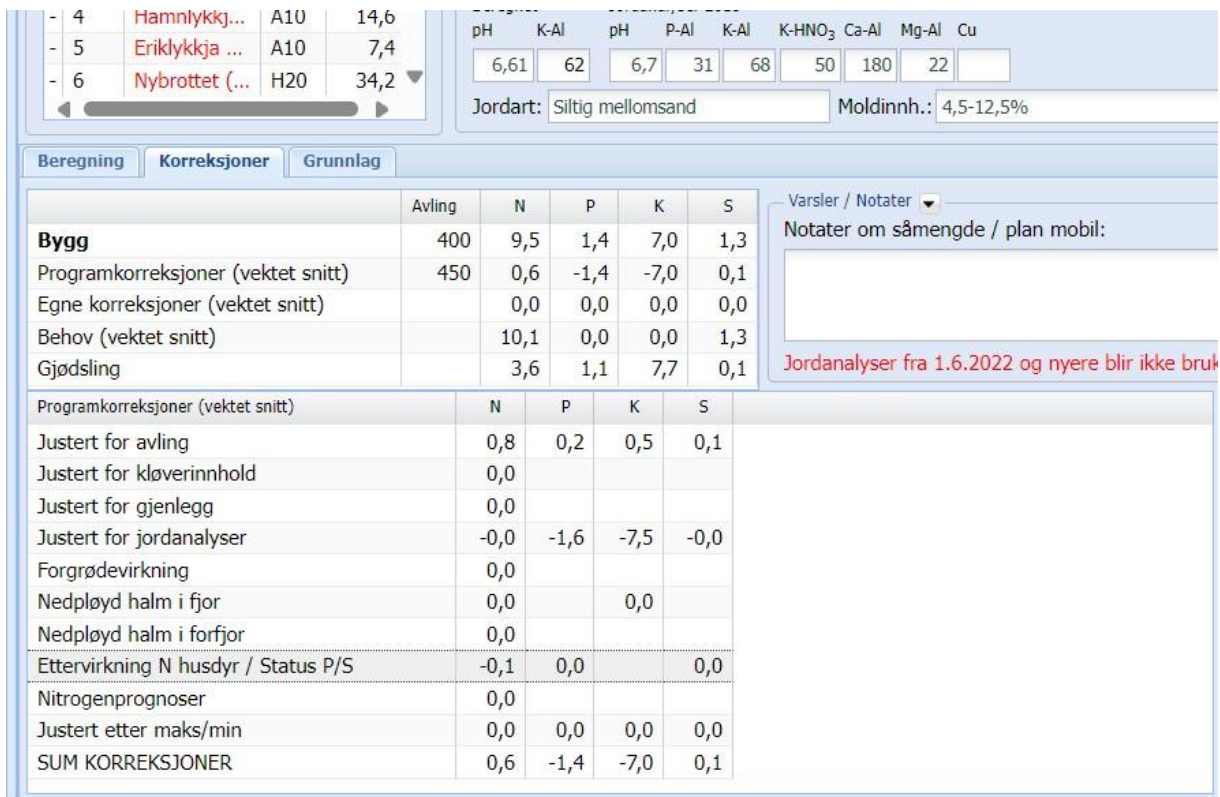 - 4 Hamnlykkj... A10 14,6
- 5 Eriklykkja ... A10 7,4
- 6 Nybrottet (... H20 34,2
pH K-Al pH P-Al K-Al K-HNO₃ Ca-Al Mg-Al Cu
6,61 62 6,7 31 68 50 180 22
Jordart: Siltig mellomsand Moldinnh.: 4,5-12,5%
Beregning Korreksjoner Grunnlag
Avling N P K S
Bygg 400 9,5 1,4 7,0 1,3
Programkorreksjoner (vektet snitt) 450 0,6 -1,4 -7,0 0,1
Egne korreksjoner (vektet snitt) 0,0 0,0 0,0 0,0
Behov (vektet snitt) 10,1 0,0 0,0 1,3
Gjødsling 3,6 1,1 7,7 0,1
Varsler / Notater
Notater om såmengde / plan mobil:
Jordanalyser fra 1.6.2022 og nyere blir ikke bruk
Programkorreksjoner (vektet snitt) N P K S
Justert for avling 0,8 0,2 0,5 0,1
Justert for kløverinnhold 0,0
Justert for gjenlegg 0,0
Justert for jordanalyser -0,0 -1,6 -7,5 -0,0
Forgrødevirkning 0,0
Nedpløyd halm i fjor 0,0 0,0
Nedpløyd halm i forfjor 0,0
Ettervirkning N husdyr / Status P/S -0,1 0,0 0,0
Nitrogenprognoser 0,0
Justert etter maks/min 0,0 0,0 0,0 0,0
SUM KORREKSJONER 0,6 -1,4 -7,0 0,1